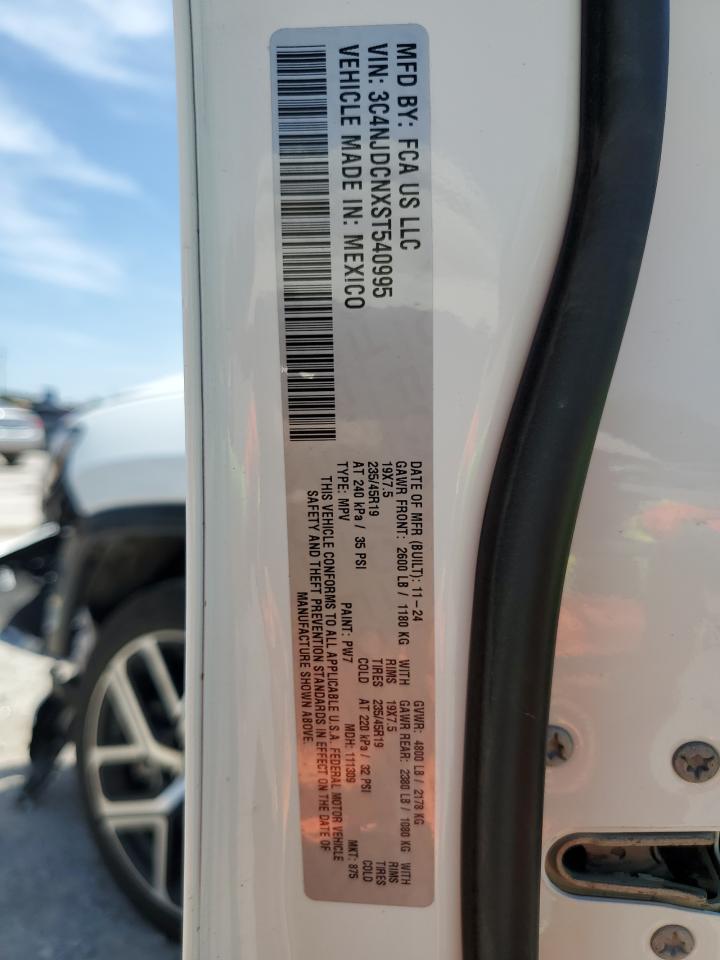 MFD BY: FCA US LLC
VIN: 3C4NJDCNXST540995
VEHICLE MADE IN: MEXICO
DATE OF MFR (BUILT): 11-24 GVWR: 4800 LB / 2178 KG
GAWR FRONT: 2600 LB / 1180 KG WITH GAWR REAR: 2380 LB / 1080 KG WITH
19X7.5 RIMS 19X7.5 RIMS
235/45R19 TIRES 235/45R19 TIRES
AT 240 kPa / 35 PSI COLD AT 220 kPa / 32 PSI COLD
TYPE: MPV PAINT: PW7 MDH: 111309 MKT: 875
THIS VEHICLE CONFORMS TO ALL APPLICABLE U.S.A. FEDERAL MOTOR VEHICLE
SAFETY AND THEFT PREVENTION STANDARDS IN EFFECT ON THE DATE OF
MANUFACTURE SHOWN ABOVE.